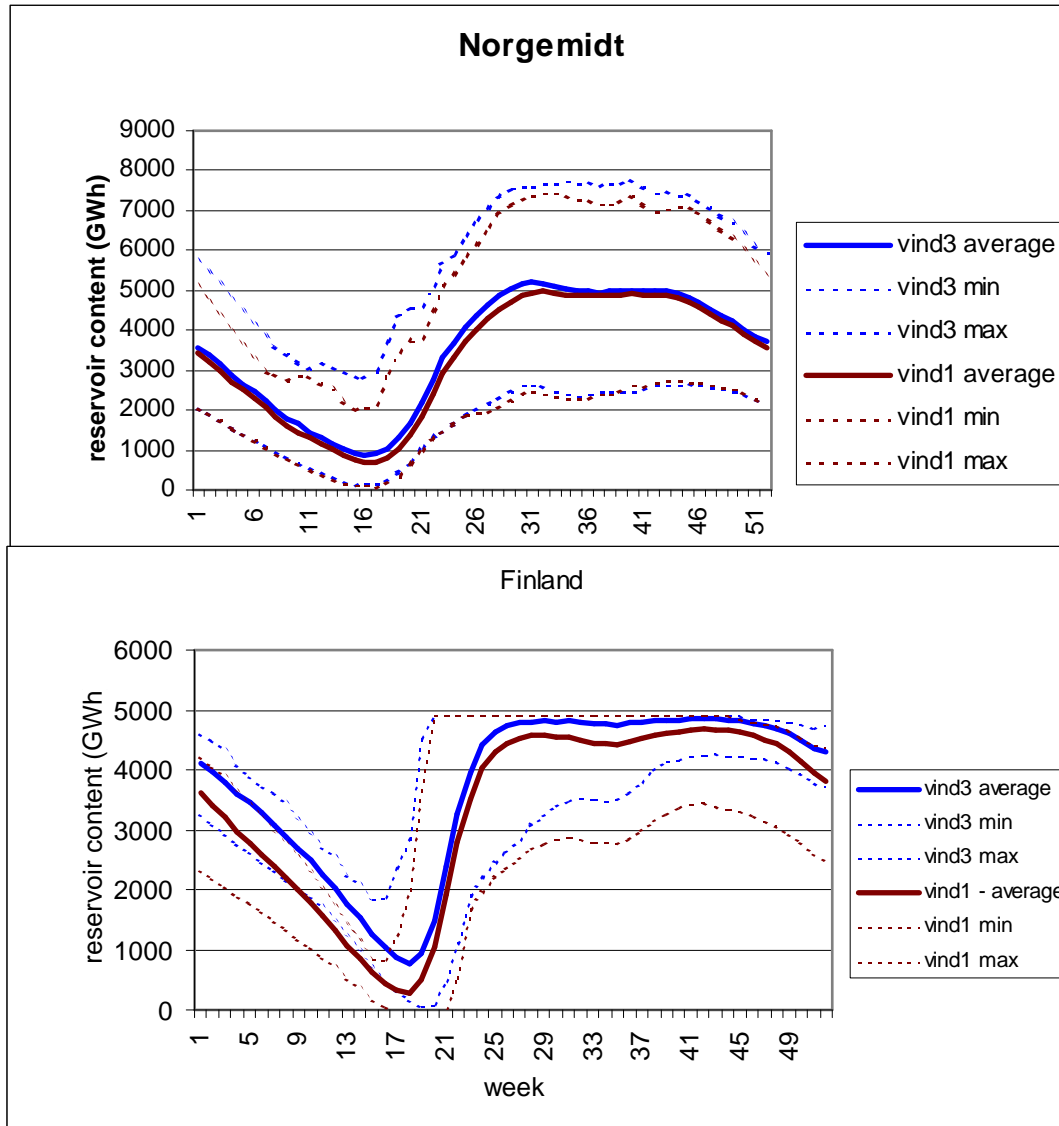 Norgemidt
reservoir content (GWh)
9000
8000
7000
6000
5000
4000
3000
2000
1000
0
1 6 11 16 21 26 31 36 41 46 51
vind3 average
vind3 min
vind3 max
vind1 average
vind1 min
vind1 max
Finland
reservoir content (GWh
6000
5000
4000
3000
2000
1000
0
1 5 9 13 17 21 25 29 33 37 41 45 49
week
vind3 average
vind3 min
vind3 max
vind1 - average
vind1 min
vind1 max